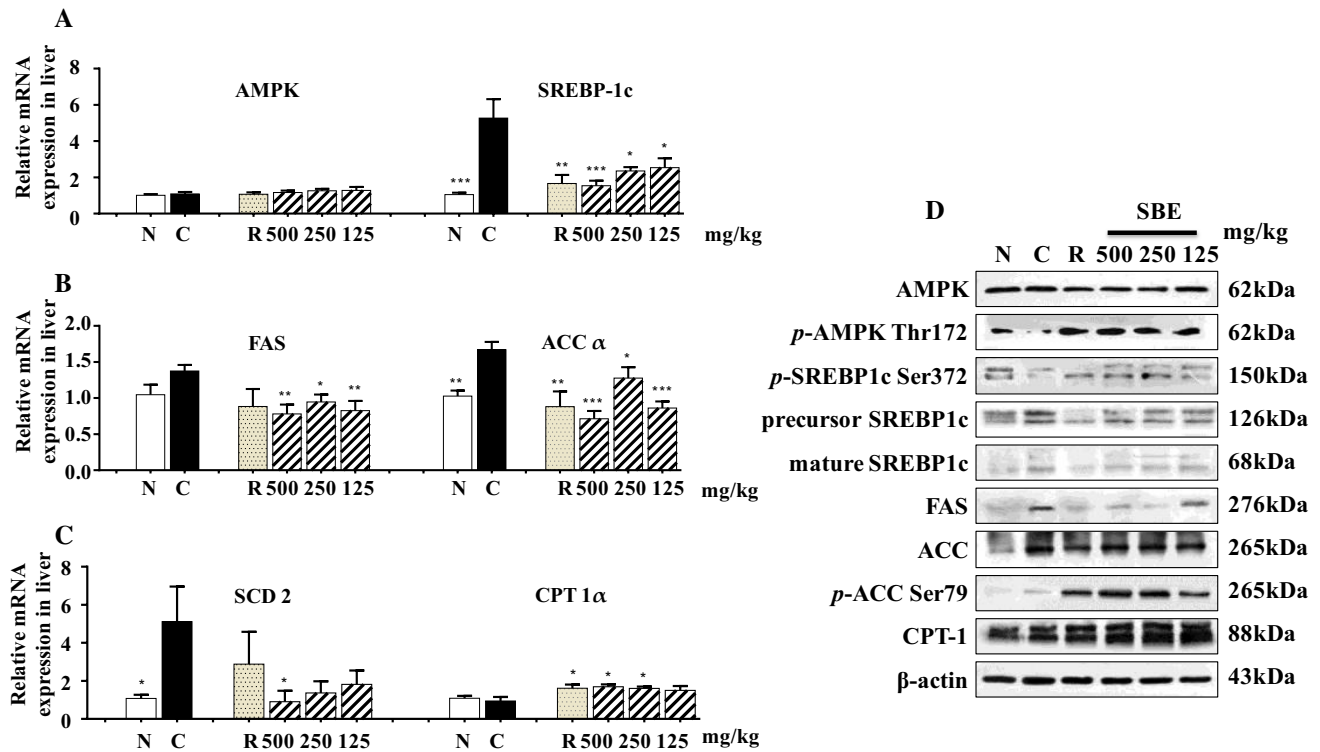 A
Relative mRNA
expression in liver
8
6
4
2
0
AMPK
SREBP-1c
***
**
***
*
*
N C R 500 250 125 N C R 500 250 125 mg/kg
B
Relative mRNA
expression in liver
2.0
1.5
1.0
0.5
0.0
FAS
ACC α
**
*
**
**
**
***
*
***
N C R 500 250 125 N C R 500 250 125 mg/kg
C
Relative mRNA
expression in liver
8
6
4
2
0
SCD 2
CPT 1α
*
*
*
*
*
N C R 500 250 125 N C R 500 250 125 mg/kg
D
SBE
mg/kg
N C R 500 250 125
AMPK 62kDa
p-AMPK Thr172 62kDa
p-SREBP1c Ser372 150kDa
precursor SREBP1c 126kDa
mature SREBP1c 68kDa
FAS 276kDa
ACC 265kDa
p-ACC Ser79 265kDa
CPT-1 88kDa
β-actin 43kDa